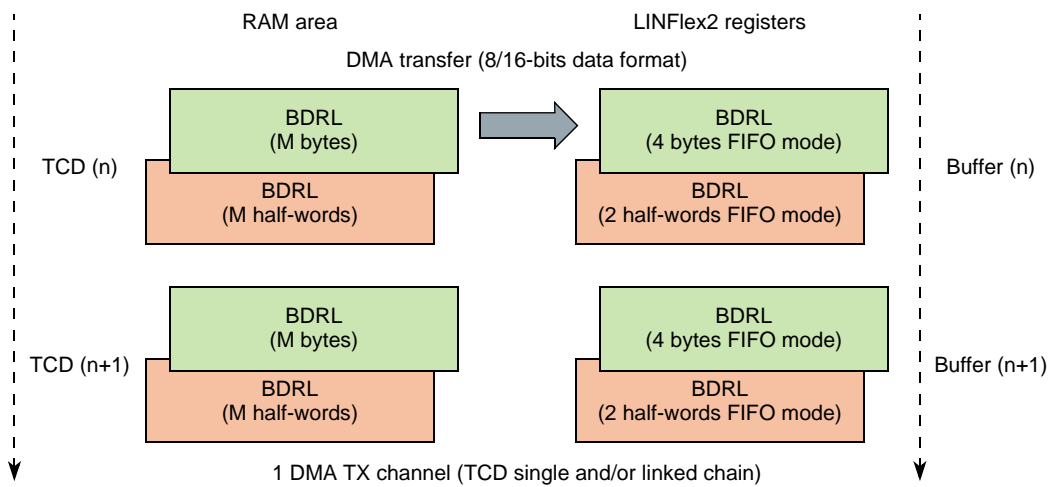 RAM area
LINFlex2 registers
DMA transfer (8/16-bits data format)
BDRL
(M bytes)
BDRL
(4 bytes FIFO mode)
TCD (n)
BDRL
(M half-words)
BDRL
(2 half-words FIFO mode)
Buffer (n)
BDRL
(M bytes)
BDRL
(4 bytes FIFO mode)
TCD (n+1)
BDRL
(M half-words)
BDRL
(2 half-words FIFO mode)
Buffer (n+1)
1 DMA TX channel (TCD single and/or linked chain)